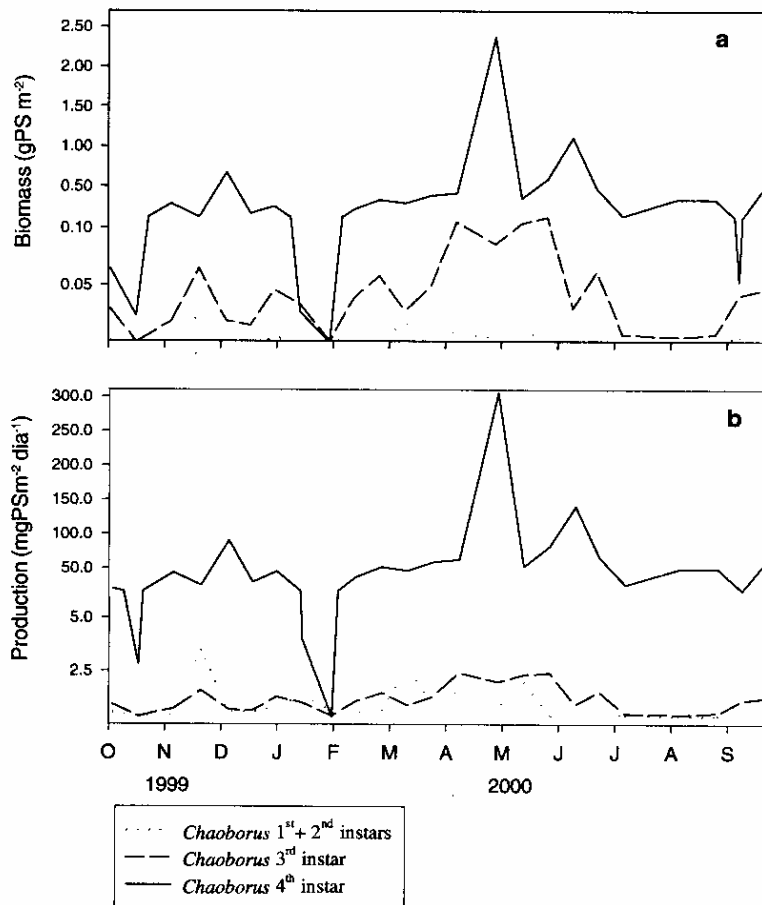 a
Biomass (gPS m-2)
2.50
2.00
1.50
1.00
0.50
0.10
0.05
O N D J F M A M J J A S
b
Production (mgPSm-2 dia-1)
300.0
250.0
200.0
150.0
100.0
50.0
5.0
2.5
O N D J F M A M J J A S
1999 2000
Chaoborus 1st + 2nd instars
Chaoborus 3rd instar
Chaoborus 4th instar